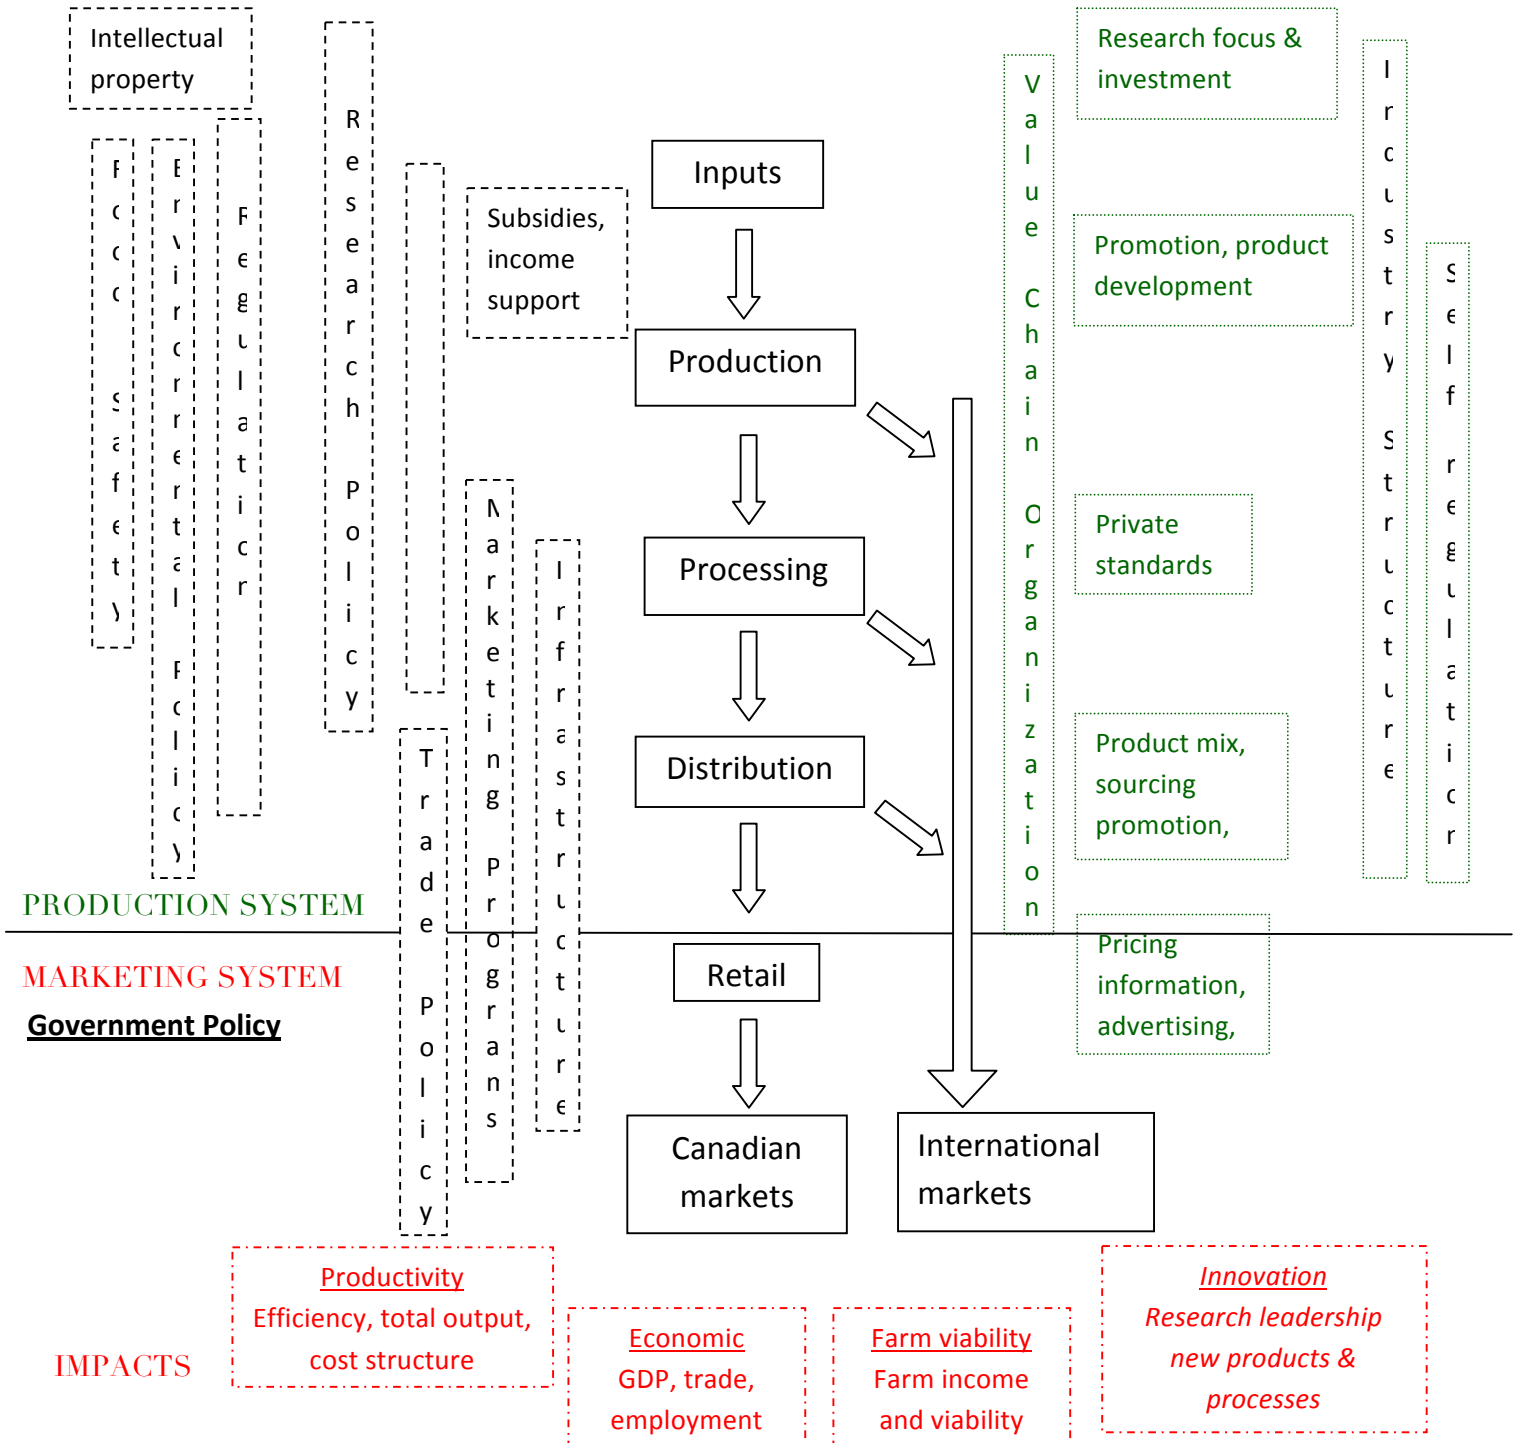 Intellectual
property
Food Safety
Environmental Policy
Regulation
Research Policy
Subsidies,
income
support
Trade Policy
Marketing Programs
Infrastructure
Inputs
Production
Processing
Distribution
Retail
Canadian
markets
International
markets
Value Chain Organization
Research focus &
investment
Promotion, product
development
Private
standards
Product mix,
sourcing
promotion,
Pricing
information,
advertising,
Industry Structure
Self regulation
PRODUCTION SYSTEM
MARKETING SYSTEM
Government Policy
IMPACTS
Productivity
Efficiency, total output,
cost structure
Economic
GDP, trade,
employment
Farm viability
Farm income
and viability
Innovation
Research leadership
new products &
processes